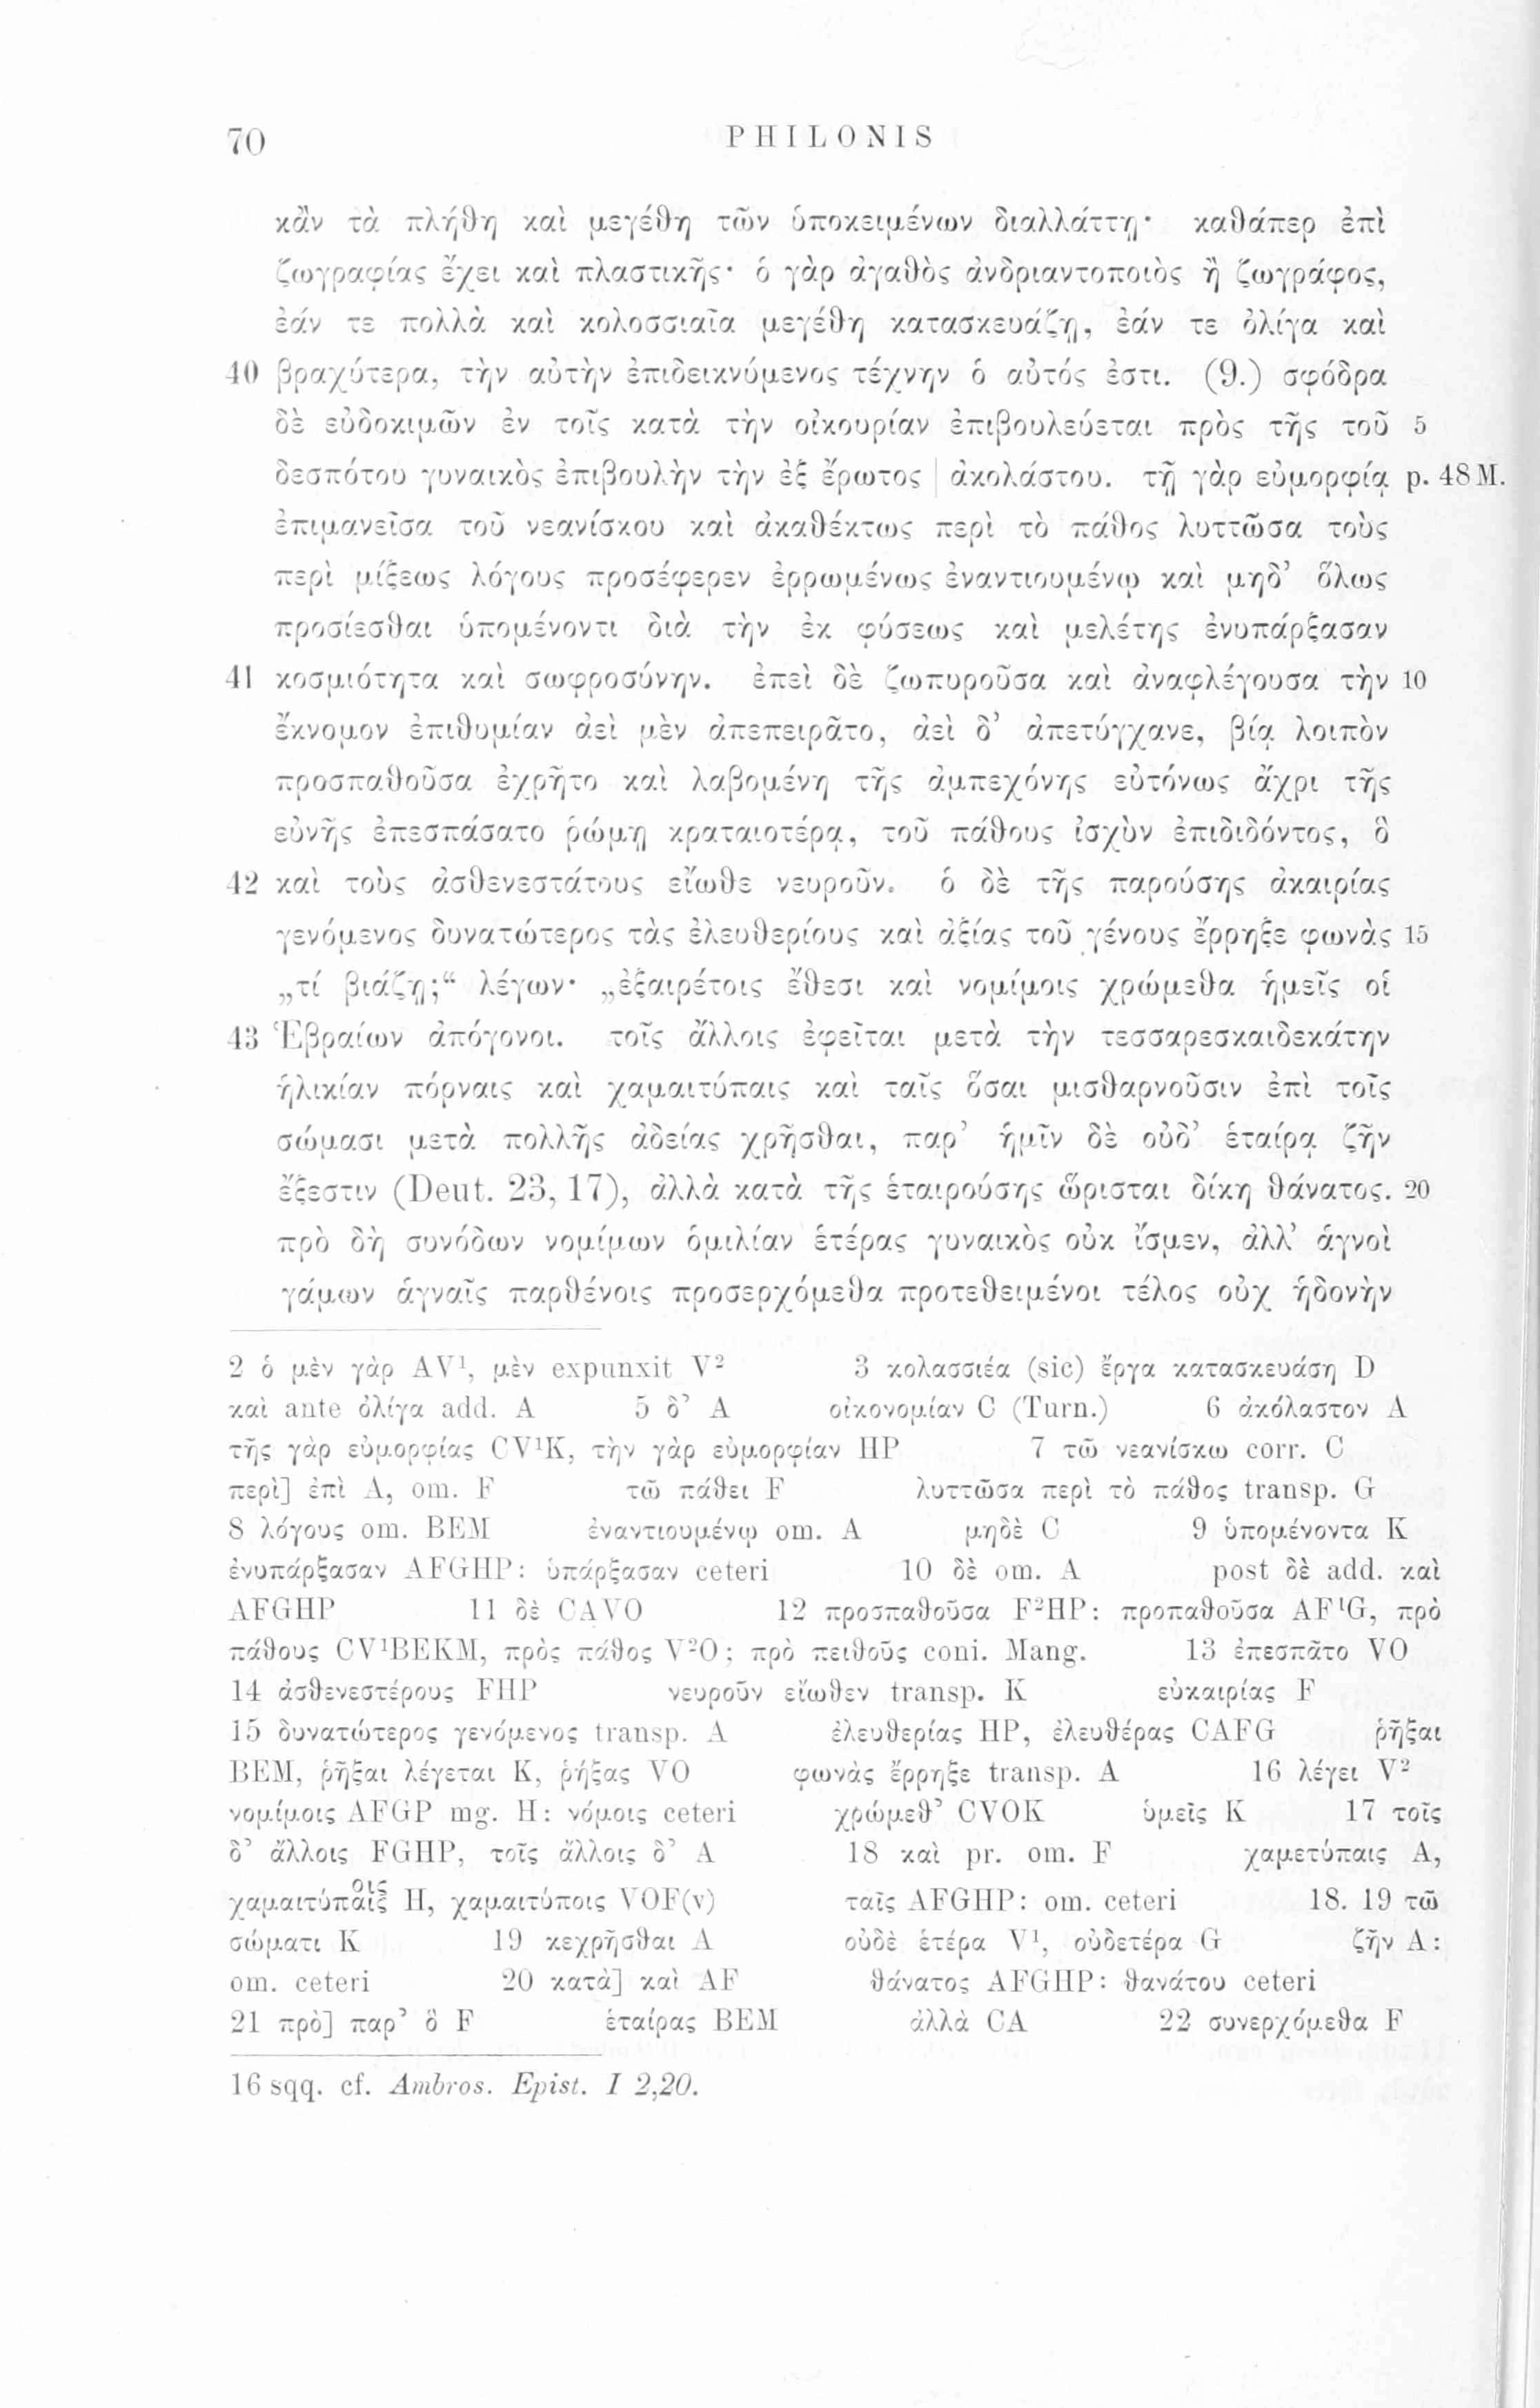 70 PHILONIS
κἂν τὰ πλήθη καὶ μεγέθη τῶν ὑποκειμένων διαλλάττῃ· καθάπερ ἐπὶ
ζωγραφίας ἔχει καὶ πλαστικῆς· ὁ γὰρ ἀγαθὸς ἀνδριαντοποιὸς ἢ ζωγράφος,
ἐάν τε πολλὰ καὶ κολοσσιαῖα μεγέθη κατασκευάζῃ, ἐάν τε ὀλίγα καὶ
40 βραχύτερα, τὴν αὐτὴν ἐπιδεικνύμενος τέχνην ὁ αὐτός ἐστι. (9.) σφόδρα
δὲ εὐδοκιμῶν ἐν τοῖς κατὰ τὴν οἰκουρίαν ἐπιβουλεύεται πρὸς τῆς τοῦ 5
δεσπότου γυναικὸς ἐπιβουλὴν τὴν ἐξ ἔρωτος | ἀκολάστου. τῇ γὰρ εὐμορφίᾳ p. 48 M.
ἐπιμανεῖσα τοῦ νεανίσκου καὶ ἀκαθέκτως περὶ τὸ πάθος λυττῶσα τοὺς
περὶ μίξεως λόγους προσέφερεν ἐρρωμένως ἐναντιουμένῳ καὶ μηδ’ ὅλως
προσίεσθαι ὑπομένοντι διὰ τὴν ἐκ φύσεως καὶ μελέτης ἐνυπάρξασαν
41 κοσμιότητα καὶ σωφροσύνην. ἐπεὶ δὲ ζωπυροῦσα καὶ ἀναφλέγουσα τὴν 10
ἔκνομον ἐπιθυμίαν ἀεὶ μὲν ἀπεπειρᾶτο, ἀεὶ δ’ ἀπετύγχανε, βίᾳ λοιπὸν
προσπαθοῦσα ἐχρῆτο καὶ λαβομένη τῆς ἀμπεχόνης εὐτόνως ἄχρι τῆς
εὐνῆς ἐπεσπάσατο ῥώμῃ κραταιοτέρᾳ, τοῦ πάθους ἰσχὺν ἐπιδιδόντος, ὃ
42 καὶ τοὺς ἀσθενεστάτους εἴωθε νευροῦν. ὁ δὲ τῆς παρούσης ἀκαιρίας
γενόμενος δυνατώτερος τὰς ἐλευθερίους καὶ ἀξίας τοῦ γένους ἔρρηξε φωνὰς 15
„τί βιάζῃ;“ λέγων· „ἐξαιρέτοις ἔθεσι καὶ νομίμοις χρώμεθα ἡμεῖς οἱ
43 Ἑβραίων ἀπόγονοι. τοῖς ἄλλοις ἐφεῖται μετὰ τὴν τεσσαρεσκαιδεκάτην
ἡλικίαν πόρναις καὶ χαμαιτύπαις καὶ ταῖς ὅσαι μισθαρνοῦσιν ἐπὶ τοῖς
σώμασι μετὰ πολλῆς ἀδείας χρῆσθαι, παρ’ ἡμῖν δὲ οὐδ’ ἑταίρᾳ ζῆν
ἔξεστιν (Deut. 23, 17), ἀλλὰ κατὰ τῆς ἑταιρούσης ὥρισται δίκη θάνατος. 20
πρὸ δὴ συνόδων νομίμων ὁμιλίαν ἑτέρας γυναικὸς οὐκ ἴσμεν, ἀλλ’ ἁγνοὶ
γάμων ἁγναῖς παρθένοις προσερχόμεθα προτεθειμένοι τέλος οὐχ ἡδονὴν
2 ὁ μὲν γὰρ AV¹, μὲν expunxit V² 3 κολασσιέα (sic) ἔργα κατασκευάση D
καὶ ante ὀλίγα add. A 5 δ’ A οἰκονομίαν C (Turn.) 6 ἀκόλαστον A
τῆς γὰρ εὐμορφίας CV¹K, τὴν γὰρ εὐμορφίαν HP 7 τῶ νεανίσκω corr. C
περὶ] ἐπὶ A, om. F τῶ πάθει F λυττῶσα περὶ τὸ πάθος transp. G
8 λόγους om. BEM ἐναντιουμένῳ om. A μηδὲ C 9 ὑπομένοντα K
ἐνυπάρξασαν AFGHP: ὑπάρξασαν ceteri 10 δὲ om. A post δὲ add. καὶ
AFGHP 11 δὲ CAVO 12 προσπαθοῦσα F²HP: προπαθοῦσα AF¹G, πρὸ
πάθους CV¹BEKM, πρὸς πάθος V²O; πρὸ πειθοῦς coni. Mang. 13 ἐπεσπᾶτο VO
14 ἀσθενεστέρους FHP νευροῦν εἴωθεν transp. K εὐκαιρίας F
15 δυνατώτερος γενόμενος transp. A ἐλευθερίας HP, ἐλευθέρας CAFG ῥῆξαι
BEM, ῥῆξαι λέγεται K, ῥήξας VO φωνὰς ἔρρηξε transp. A 16 λέγει V²
νομίμοις AFGP mg. H: νόμοις ceteri χρώμεθ’ CVOK ὑμεῖς K 17 τοῖς
δ’ ἄλλοις FGHP, τοῖς ἄλλοις δ’ A 18 καὶ pr. om. F χαμετύπαις A,
χαμαιτύπαις οις H, χαμαιτύποις VOF(v) ταῖς AFGHP: om. ceteri 18. 19 τῶ
σώματι K 19 κεχρῆσθαι A οὐδὲ ἑτέρα V¹, οὐδετέρα G ζῆν A:
om. ceteri 20 κατὰ] καὶ AF θάνατος AFGHP: θανάτου ceteri
21 πρὸ] παρ’ ὃ F ἑταίρας BEM ἀλλὰ CA 22 συνερχόμεθα F
16 sqq. cf. Ambros. Epist. I 2,20.